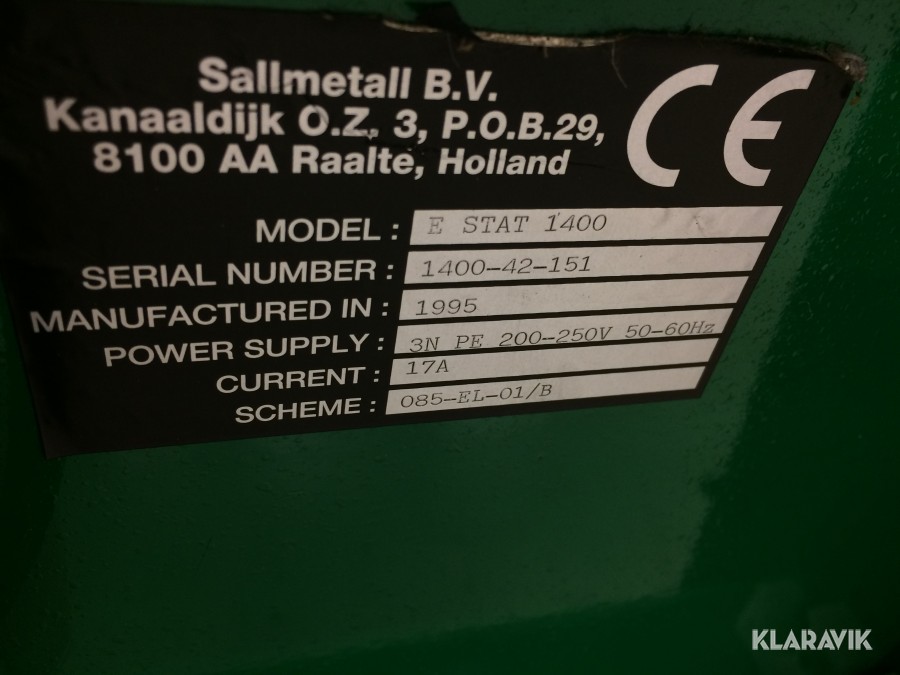 Sallmetall B.V.
Kanaaldijk O.Z. 3, P.O.B.29,
8100 AA Raalte, Holland
CE
MODEL : E STAT 1400
SERIAL NUMBER : 1400-42-151
MANUFACTURED IN : 1995
POWER SUPPLY : 3N PE 200-250V 50-60Hz
CURRENT : 17A
SCHEME : 085-EL-01/B
KLARAVIK